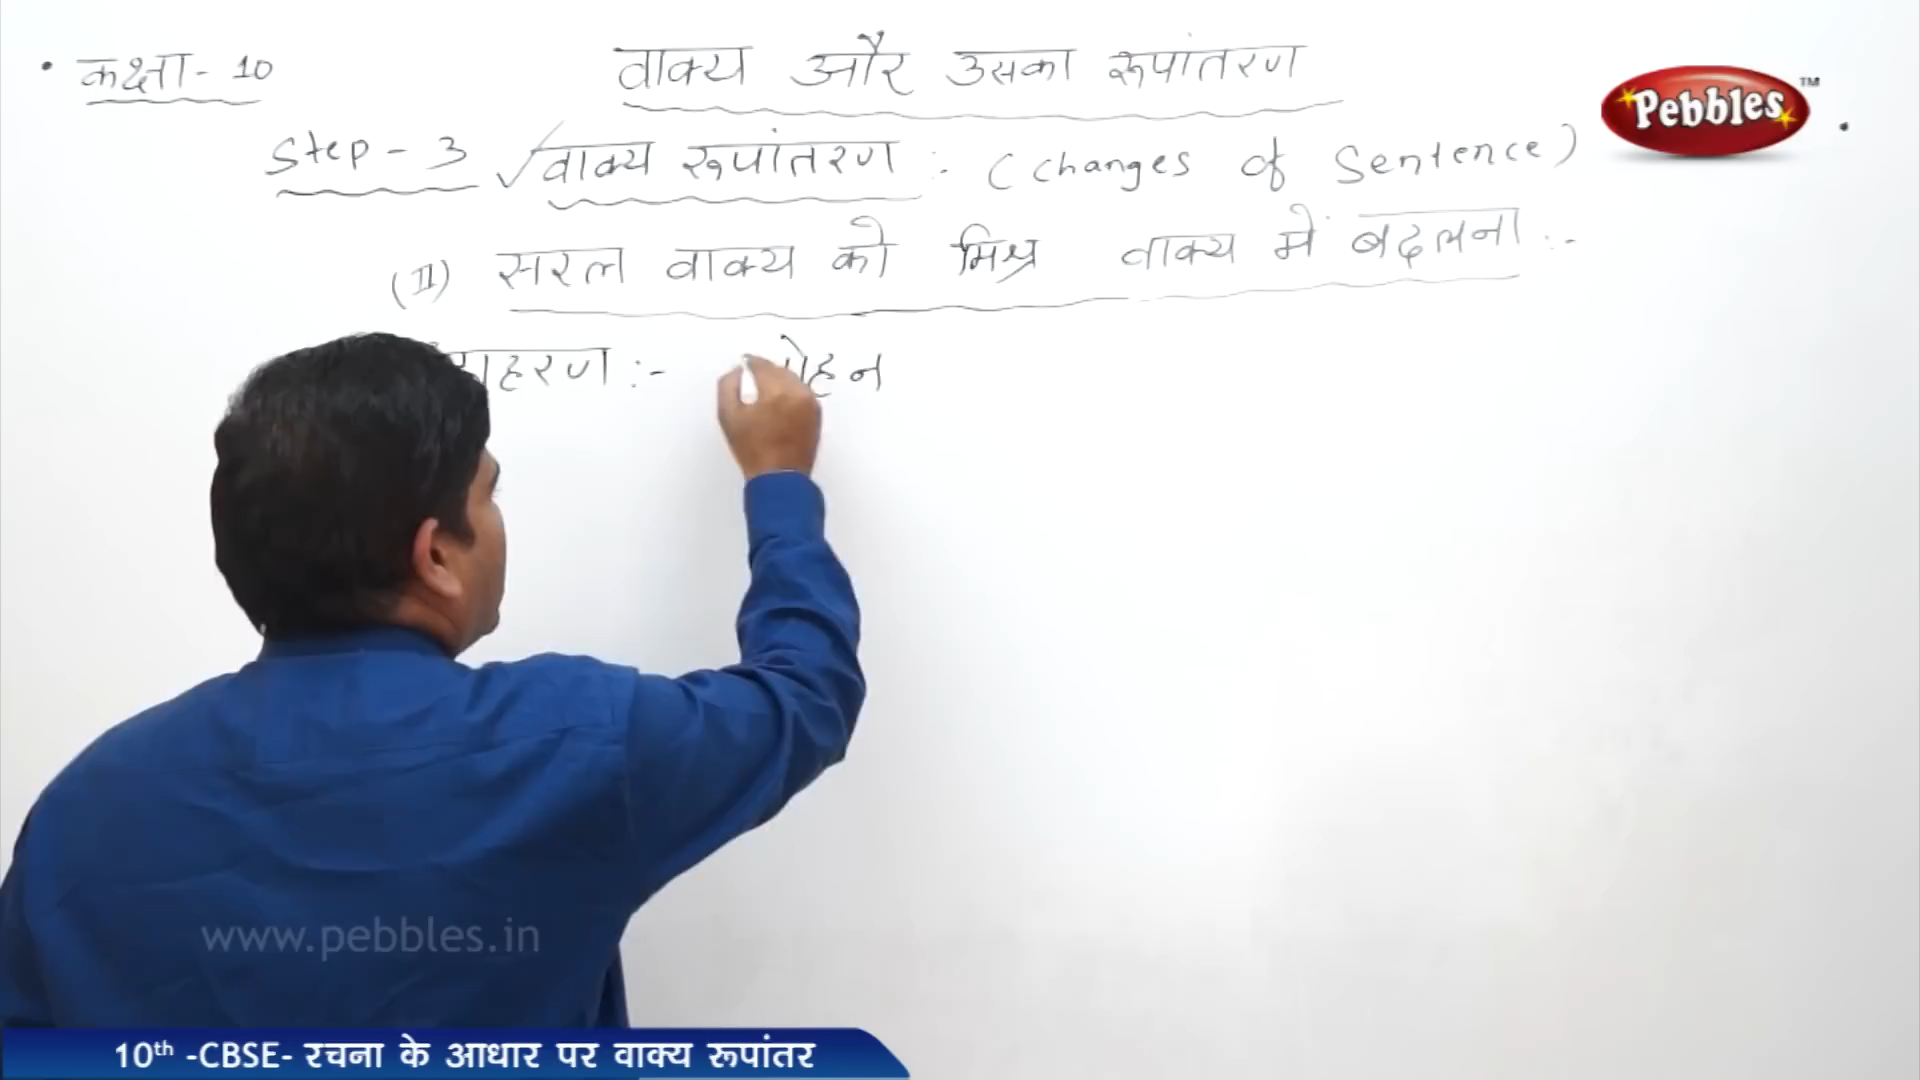 कक्षा - 10
वाक्य और उसका रूपांतरण
Pebbles TM
Step - 3 √ वाक्य रूपांतरण :- (Changes of Sentence)
(II) सरल वाक्य को मिश्र वाक्य में बदलना :-
मोहन
www.pebbles.in
10th -CBSE- रचना के आधार पर वाक्य रूपांतर